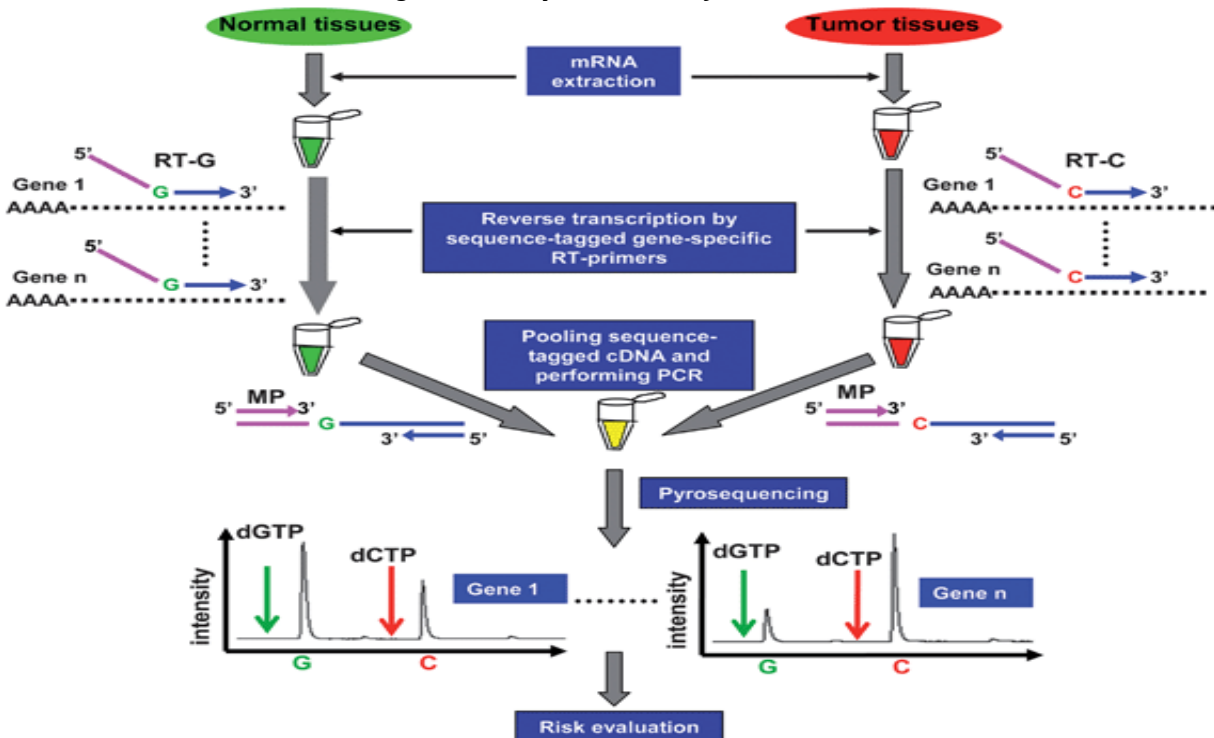 Normal tissues
Tumor tissues
mRNA
extraction
5’
RT-G
Gene 1
G
3’
AAAA
5’
Gene n
G
3’
AAAA
5’
RT-C
Gene 1
C
3’
AAAA
5’
Gene n
C
3’
AAAA
Reverse transcription by
sequence-tagged gene-specific
RT-primers
Pooling sequence-
tagged cDNA and
performing PCR
MP
5’ 3’
G
3’ 5’
MP
5’ 3’
C
3’ 5’
Pyrosequencing
intensity
dGTP
dCTP
Gene 1
G C
intensity
dGTP
dCTP
Gene n
G C
Risk evaluation